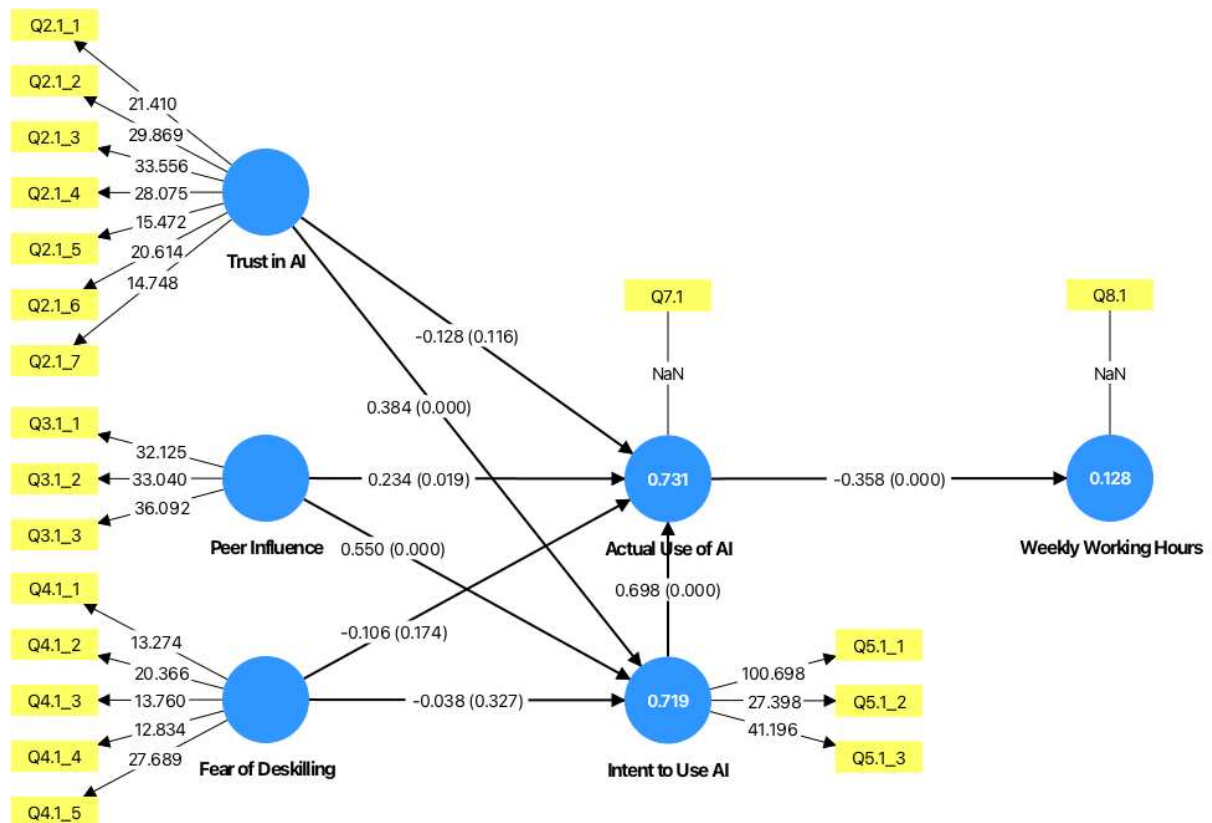 Q2.1_1
Q2.1_2
Q2.1_3
Q2.1_4
Q2.1_5
Q2.1_6
Q2.1_7
21.410
29.869
33.556
28.075
15.472
20.614
14.748
Trust in AI
-0.128 (0.116)
0.384 (0.000)
Q3.1_1
Q3.1_2
Q3.1_3
32.125
33.040
36.092
Peer Influence
0.234 (0.019)
0.550 (0.000)
Q4.1_1
Q4.1_2
Q4.1_3
Q4.1_4
Q4.1_5
13.274
20.366
13.760
12.834
27.689
Fear of Deskilling
-0.106 (0.174)
-0.038 (0.327)
Q7.1
NaN
0.731
Actual Use of AI
0.698 (0.000)
0.719
Intent to Use AI
100.698
27.398
41.196
Q5.1_1
Q5.1_2
Q5.1_3
-0.358 (0.000)
Q8.1
NaN
0.128
Weekly Working Hours